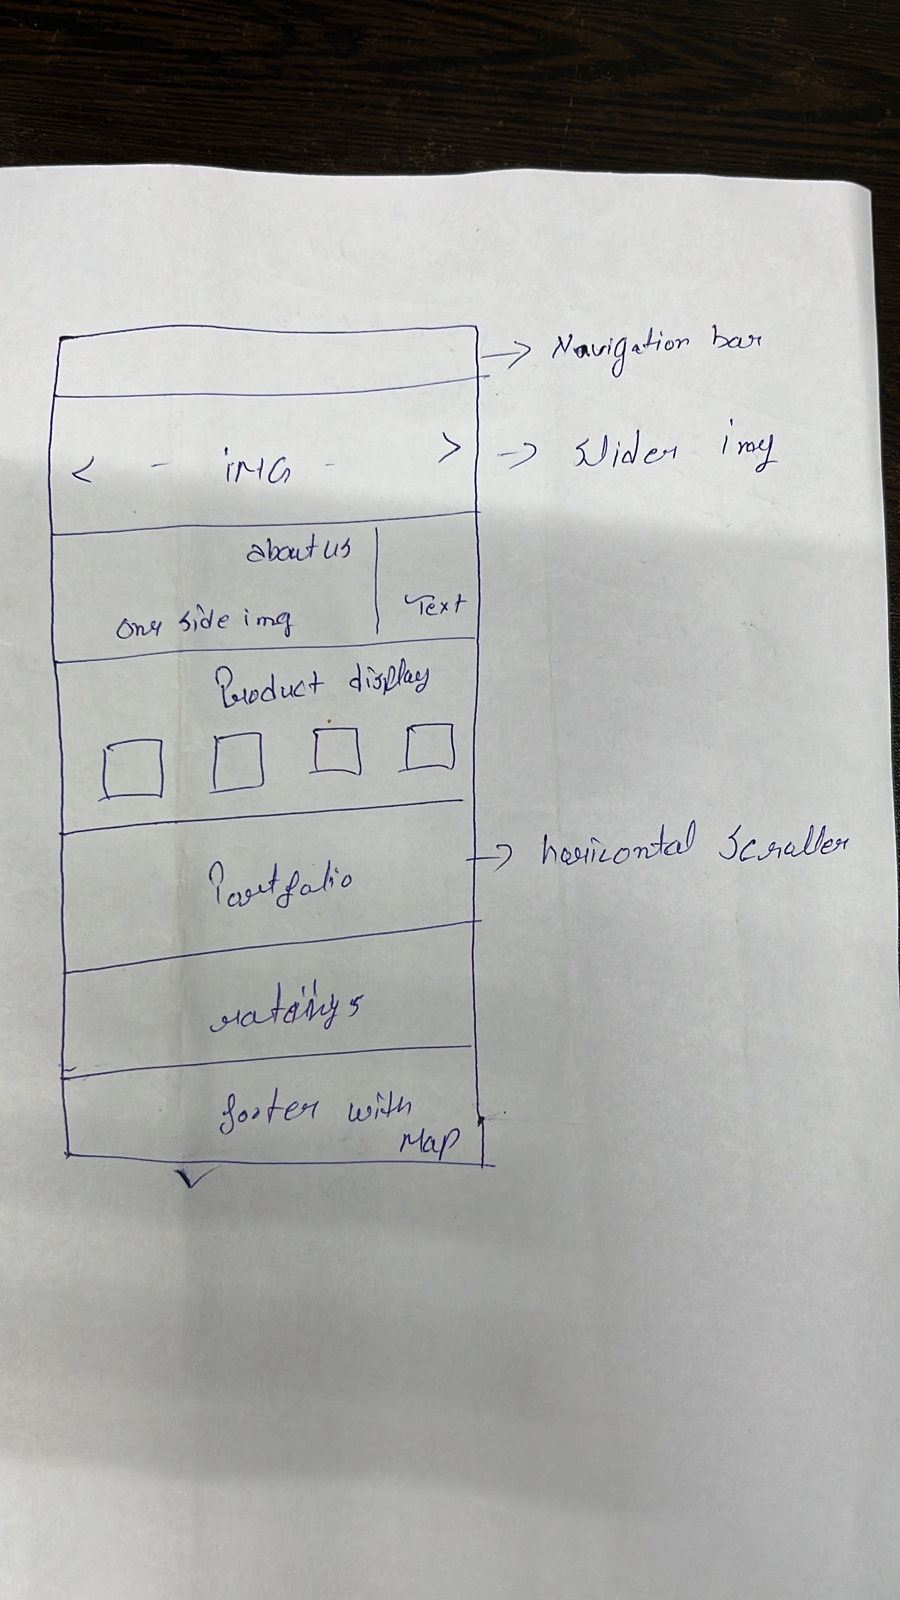 Navigation bar
< - iMG - >
Slider img
about us
one side img
Text
Product display
Portfolio
horizontal Scroller
ratings
footer with
Map